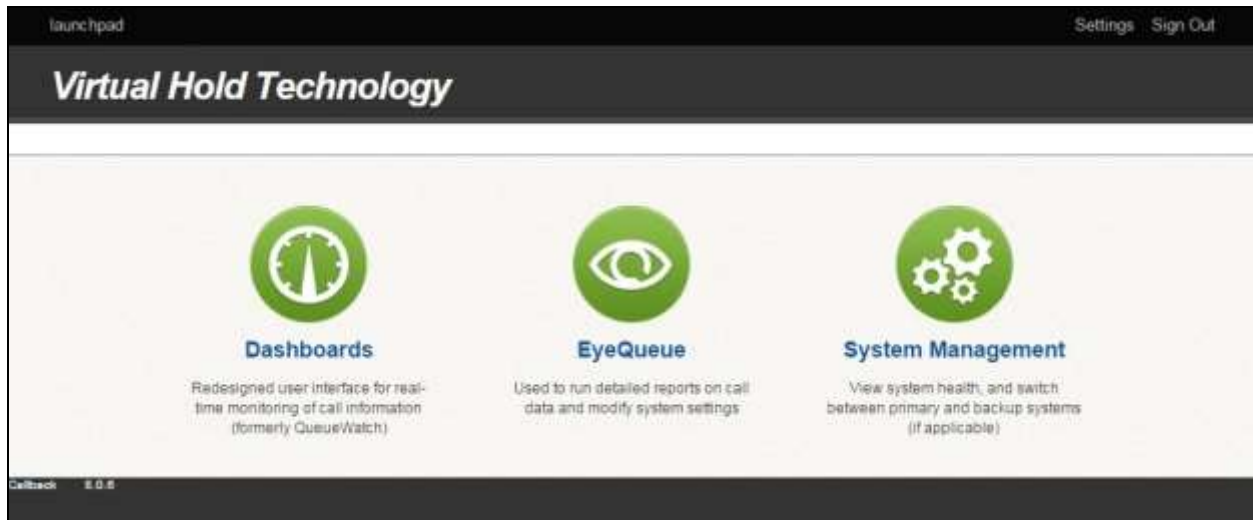 launchpad
Settings Sign Out
Virtual Hold Technology
Dashboards
Redesigned user interface for real-
time monitoring of call information
(formerly QueueWatch)
EyeQueue
Used to run detailed reports on call
data and modify system settings
System Management
View system health, and switch
between primary and backup systems
(if applicable)
Callback